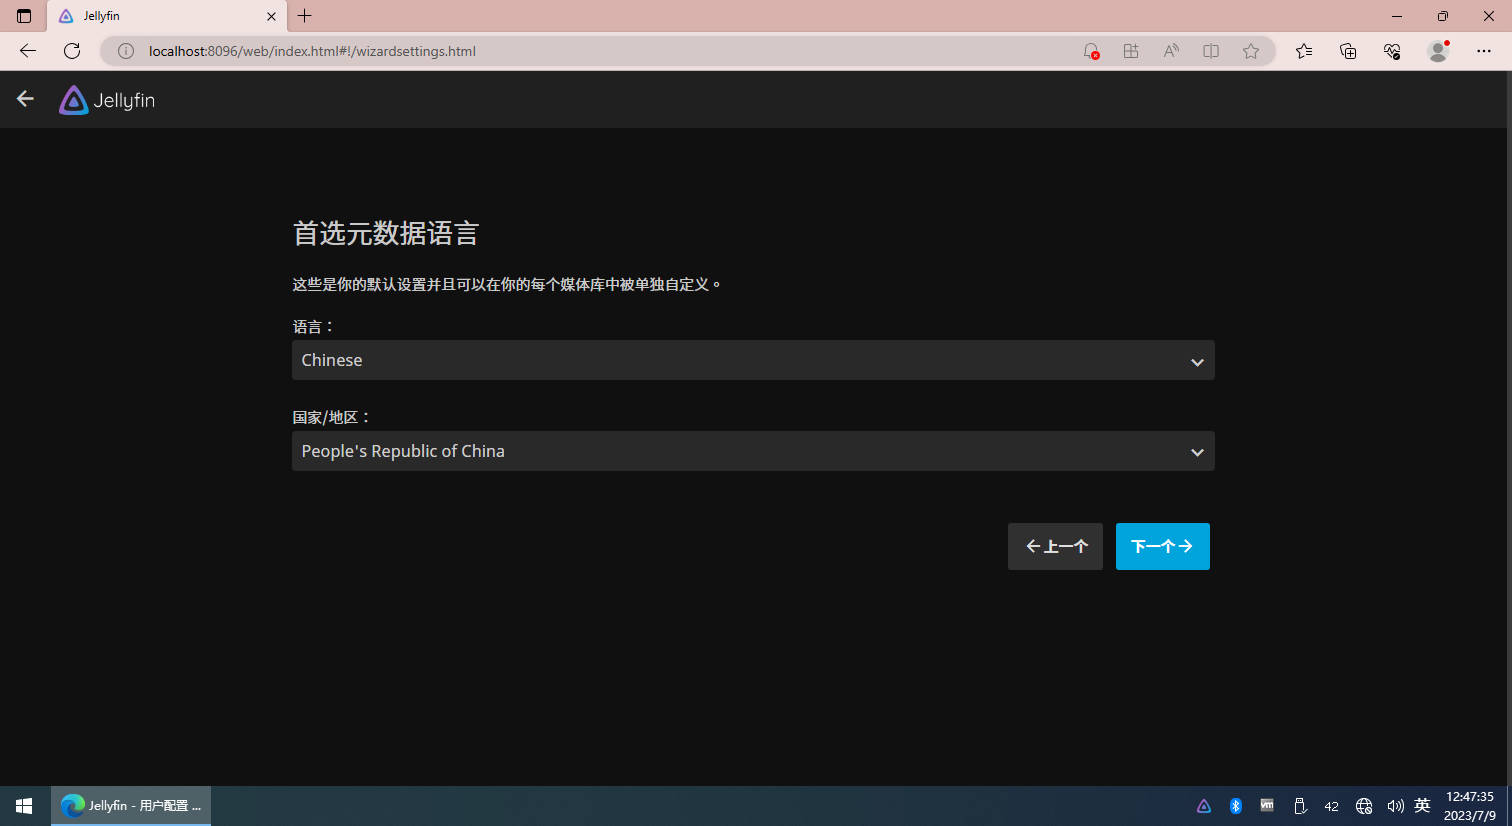 Jellyfin
localhost:8096/web/index.html#!/wizardsettings.html
Jellyfin
首选元数据语言
这些是你的默认设置并且可以在你的每个媒体库中被单独自定义。
语言：
Chinese
国家/地区：
People's Republic of China
上一个
下一个
Jellyfin - 用户配置 ...
vm
42
英
12:47:35
2023/7/9